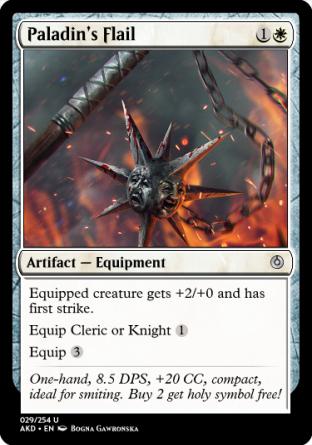 Paladin's Flail 1
Artifact — Equipment
Equipped creature gets +2/+0 and has
first strike.
Equip Cleric or Knight 1
Equip 3
One-hand, 8.5 DPS, +20 CC, compact,
ideal for smiting. Buy 2 get holy symbol free!
029/254 U
AKD • EN Bogna Gawrońska